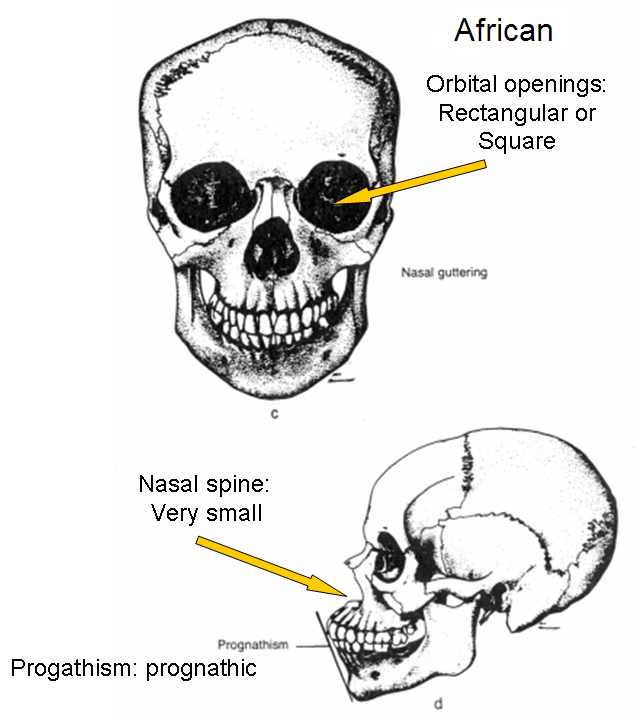 African
Orbital openings:
Rectangular or
Square
Nasal guttering
c
Nasal spine:
Very small
Prognathism
Progathism: prognathic
d